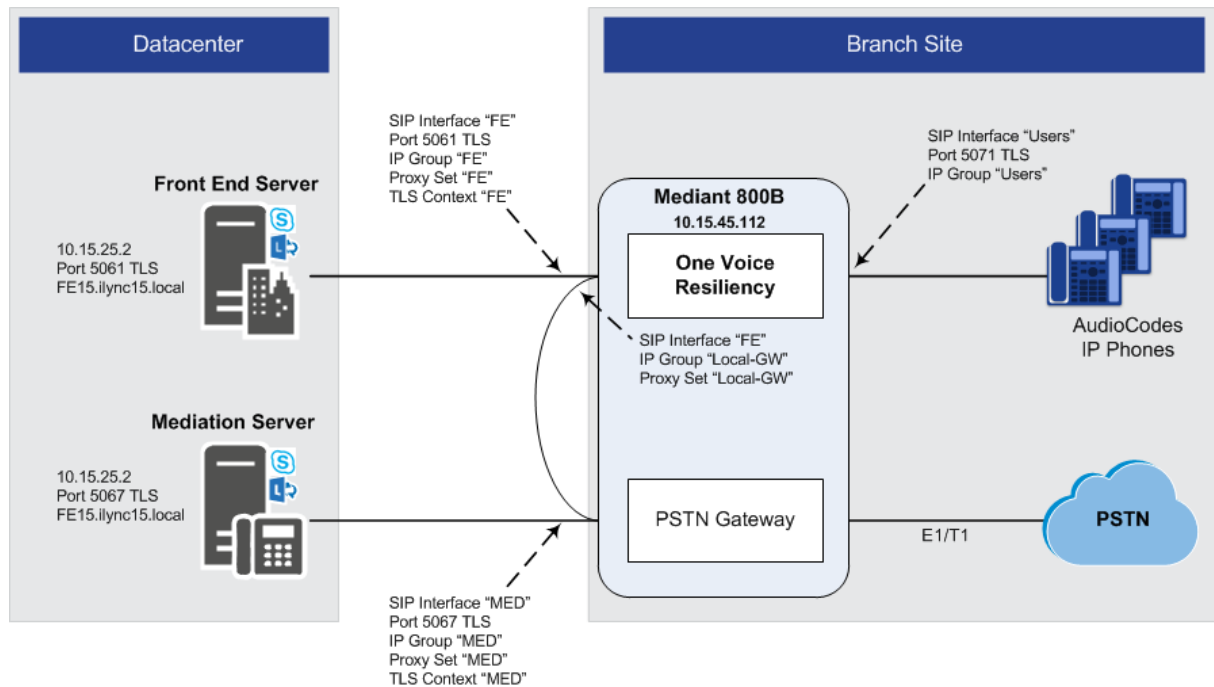 Datacenter
Branch Site
SIP Interface “FE”
Port 5061 TLS
IP Group “FE”
Proxy Set “FE”
TLS Context “FE”
SIP Interface “Users”
Port 5071 TLS
IP Group “Users”
Front End Server
10.15.25.2
Port 5061 TLS
FE15.ilync15.local
S
L
Mediant 800B
10.15.45.112
One Voice
Resiliency
SIP Interface “FE”
IP Group “Local-GW”
Proxy Set “Local-GW”
AudioCodes
IP Phones
Mediation Server
10.15.25.2
Port 5067 TLS
FE15.ilync15.local
S
L
PSTN Gateway
E1/T1
PSTN
SIP Interface “MED”
Port 5067 TLS
IP Group “MED”
Proxy Set “MED”
TLS Context “MED”